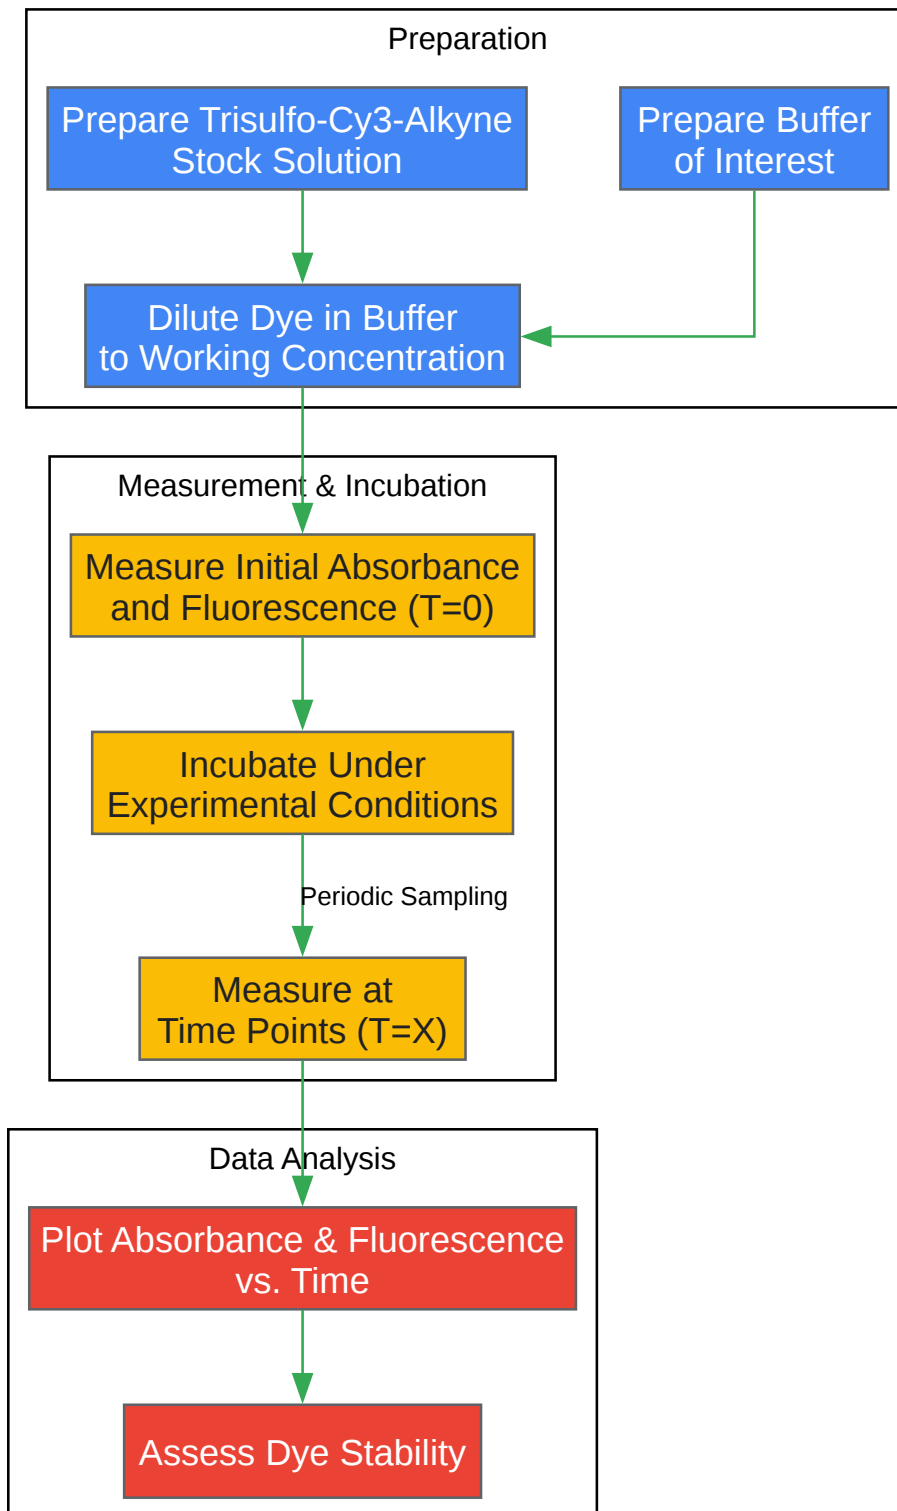 Preparation
Prepare Trisulfo-Cy3-Alkyne
Stock Solution
Prepare Buffer
of Interest
Dilute Dye in Buffer
to Working Concentration
Measurement & Incubation
Measure Initial Absorbance
and Fluorescence (T=0)
Incubate Under
Experimental Conditions
Periodic Sampling
Measure at
Time Points (T=X)
Data Analysis
Plot Absorbance & Fluorescence
vs. Time
Assess Dye Stability